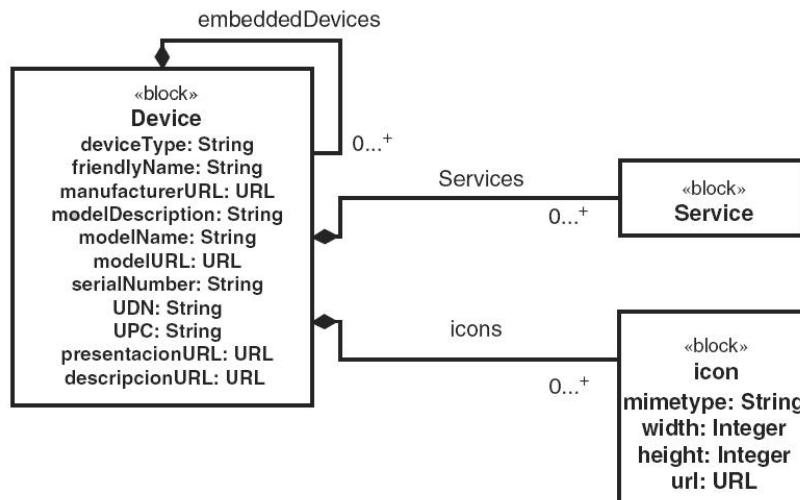 embeddedDevices
«block»
Device
deviceType: String
friendlyName: String
manufacturerURL: URL
modelDescription: String
modelName: String
modelURL: URL
serialNumber: String
UDN: String
UPC: String
presentacionURL: URL
descripcionURL: URL
0...+
Services
0...+
«block»
Service
icons
0...+
«block»
icon
mimetype: String
width: Integer
height: Integer
url: URL